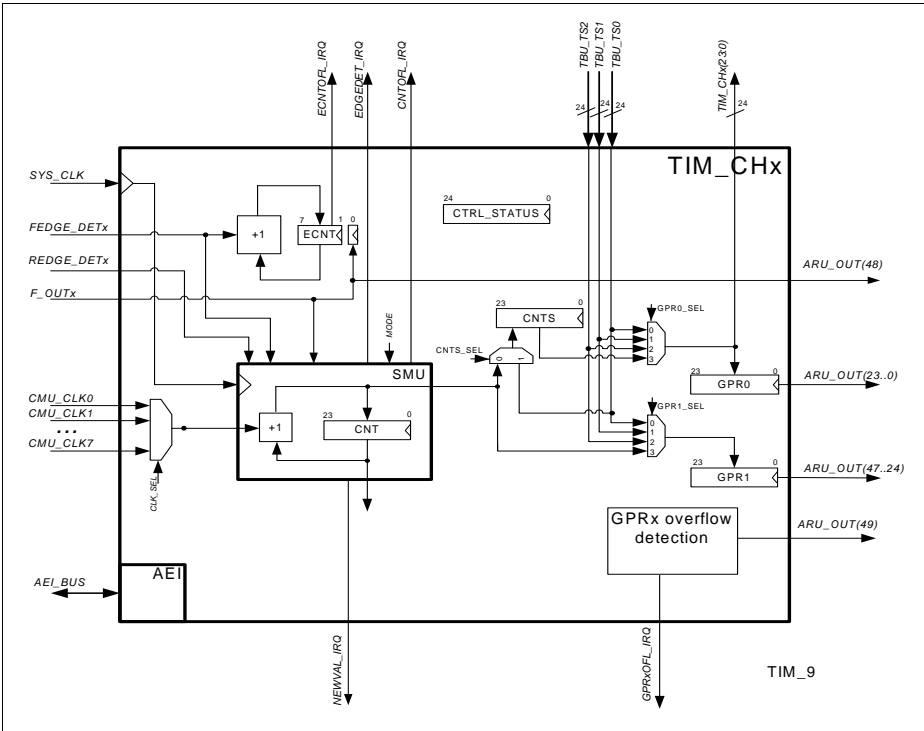 ECNTOFL_IRQ
EDGEDET_IRQ
CNTOFL_IRQ
TBU_TS2
TBU_TS1
TBU_TS0
TIM_CHx(23:0)
24
24
24
24
TIM_CHx
SYS_CLK
24
0
CTRL_STATUS
FEDGE_DETx
+1
7
1
0
ECNT
REDGE_DETx
ARU_OUT(48)
F_OUTx
23
0
CNTS
GPR0_SEL
MODE
0
1
2
3
CNTS_SEL
0
1
SMU
23
0
GPR0
ARU_OUT(23..0)
CMU_CLK0
CMU_CLK1
...
CMU_CLK7
GPR1_SEL
23
0
+1
CNT
0
1
2
3
23
0
GPR1
ARU_OUT(47..24)
CLK_SEL
GPRx overflow
detection
ARU_OUT(49)
AEI
AEI_BUS
NEWVAL_IRQ
GPRxOFL_IRQ
TIM_9